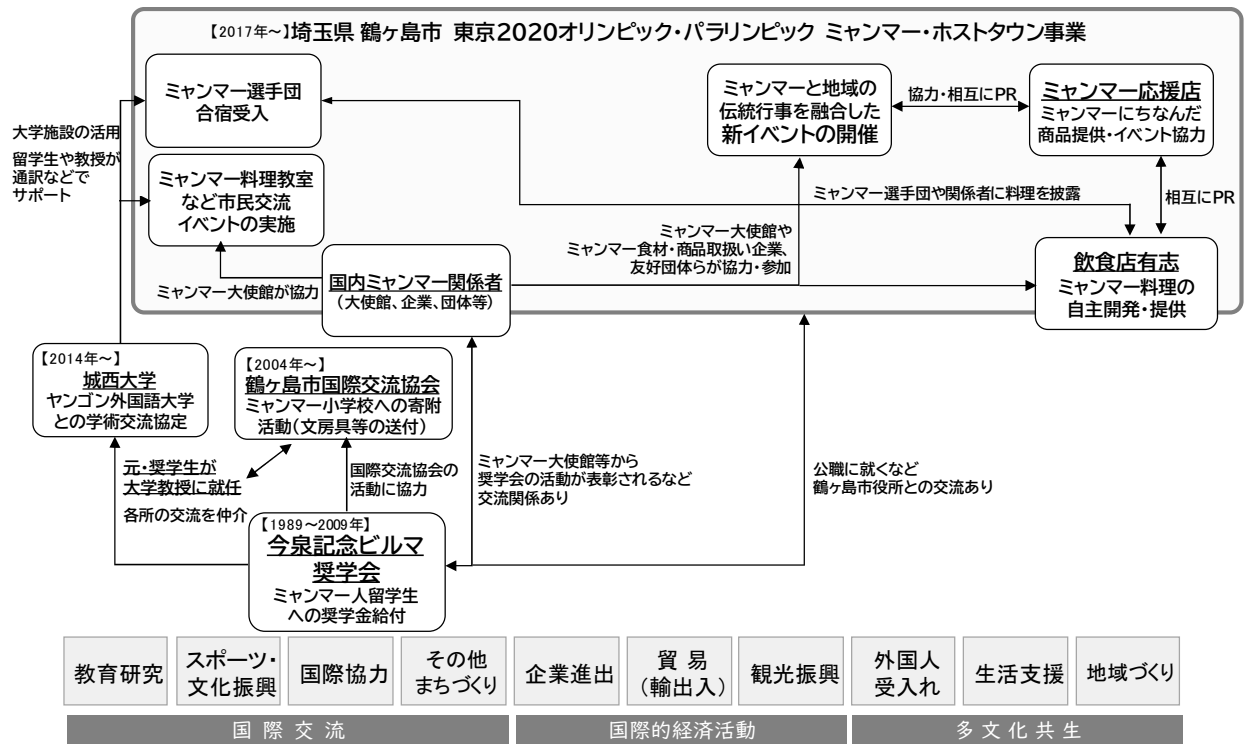 【2017年～】埼玉県 鶴ヶ島市 東京2020オリンピック・パラリンピック ミャンマー・ホストタウン事業
ミャンマー選手団
合宿受入
大学施設の活用
留学生や教授が
通訳などで
サポート
ミャンマー料理教室
など市民交流
イベントの実施
ミャンマーと地域の
伝統行事を融合した
新イベントの開催
協力・相互にPR
ミャンマー応援店
ミャンマーにちなんだ
商品提供・イベント協力
ミャンマー選手団や関係者に料理を披露
相互にPR
ミャンマー大使館や
ミャンマー食材・商品取扱い企業、
友好団体らが協力・参加
ミャンマー大使館が協力
国内ミャンマー関係者
（大使館、企業、団体等）
飲食店有志
ミャンマー料理の
自主開発・提供
【2014年～】
城西大学
ヤンゴン外国語大学
との学術交流協定
【2004年～】
鶴ヶ島市国際交流協会
ミャンマー小学校への寄附
活動（文房具等の送付）
元・奨学生が
大学教授に就任
各所の交流を仲介
国際交流協会の
活動に協力
ミャンマー大使館等から
奨学会の活動が表彰されるなど
交流関係あり
公職に就くなど
鶴ヶ島市役所との交流あり
【1989～2009年】
今泉記念ビルマ
奨学会
ミャンマー人留学生
への奨学金給付
教育研究
スポーツ・
文化振興
国際協力
その他
まちづくり
企業進出
貿 易
（輸出入）
観光振興
外国人
受入れ
生活支援
地域づくり
国 際 交 流
国際的経済活動
多 文 化 共 生